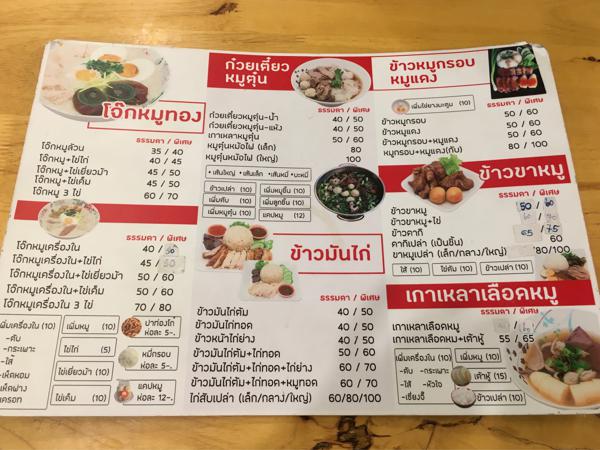 โจ๊กหมูทอง
ธรรมดา / พิเศษ
โจ๊กหมูล้วน 35 / 40
โจ๊กหมู+ไข่ไก่ 40 / 45
โจ๊กหมู+ไข่เยี่ยวม้า 45 / 50
โจ๊กหมู+ไข่เค็ม 45 / 50
โจ๊กหมู 3 ไข่ 60 / 70
ธรรมดา / พิเศษ
โจ๊กหมูเครื่องใน 40 /
โจ๊กหมูเครื่องใน+ไข่ไก่ 45 / 50
โจ๊กหมูเครื่องใน+ไข่เยี่ยวม้า 50 / 60
โจ๊กหมูเครื่องใน+ไข่เค็ม 50 / 60
โจ๊กหมูเครื่องใน 3 ไข่ 70 / 80
เพิ่มเครื่องใน (10)
-ตับ
-กระเพาะ
-ไส้
-เห็ดหอม
-เห็ดฟาง
-แครอท
เพิ่มหมู (10)
ไข่ไก่ (5)
ไข่เยี่ยวม้า (10)
ไข่เค็ม (10)
ปาท่องโก๋
ห่อละ 5-.
หมี่กรอบ
ห่อละ 5-.
แคปหมู
ห่อละ 12-.
ก๋วยเตี๋ยว
หมูตุ๋น
ธรรมดา / พิเศษ
ก๋วยเตี๋ยวหมูตุ๋น-น้ำ 40 / 50
ก๋วยเตี๋ยวหมูตุ๋น-แห้ง 40 / 50
เกาเหลาหมูตุ๋น 50 / 60
หมูตุ๋นหม้อไฟ (เล็ก) 80
หมูตุ๋นหม้อไฟ (ใหญ่) 100
• เส้นใหญ่ • เส้นเล็ก • เส้นหมี่ • บะหมี่
ข้าวเปล่า (10)
เพิ่มตับ (10)
เพิ่มหมูตุ๋น (10)
เพิ่มหมูชิ้น (10)
เพิ่มลูกชิ้น (10)
แคปหมู (12)
ข้าวมันไก่
ธรรมดา / พิเศษ
ข้าวมันไก่ต้ม 40 / 50
ข้าวมันไก่ทอด 40 / 50
ข้าวหน้าไก่ย่าง 40 / 50
ข้าวมันไก่ต้ม+ไก่ทอด 50 / 60
ข้าวมันไก่ต้ม+ไก่ทอด+ไก่ย่าง 60 / 70
ข้าวมันไก่ต้ม+ไก่ทอด+หมูทอด 60 / 70
ไก่สับเปล่า (เล็ก/กลาง/ใหญ่) 60/80/100
ข้าวหมูกรอบ
หมูแดง
เพิ่มไข่ยางมะตูม (10)
ธรรมดา / พิเศษ
ข้าวหมูกรอบ 50 / 60
ข้าวหมูแดง 50 / 60
ข้าวหมูกรอบ+หมูแดง 50 / 60
หมูกรอบ+หมูแดง(กับ) 80 / 100
ข้าวขาหมู
ธรรมดา / พิเศษ
ข้าวขาหมู 50 /
ข้าวขาหมู+ไข่
ข้าวคากิ 65 / 75
คากิเปล่า (เป็นชิ้น) 60
ขาหมูเปล่า (เล็ก/กลาง/ใหญ่) /80/100
ไส้ (10)
ไข่ต้ม (10)
ข้าวเปล่า (10)
เกาเหลาเลือดหมู
ธรรมดา / พิเศษ
เกาเหลาเลือดหมู
เกาเหลาเลือดหมู+เต้าหู้ 55 / 65
เพิ่มเครื่องใน (10)
-ตับ -กระเพาะ
-ไส้ -หัวใจ
-เซี่ยงจี๊
เพิ่มหมู (10)
เต้าหู้ (15)
ข้าวเปล่า (10)